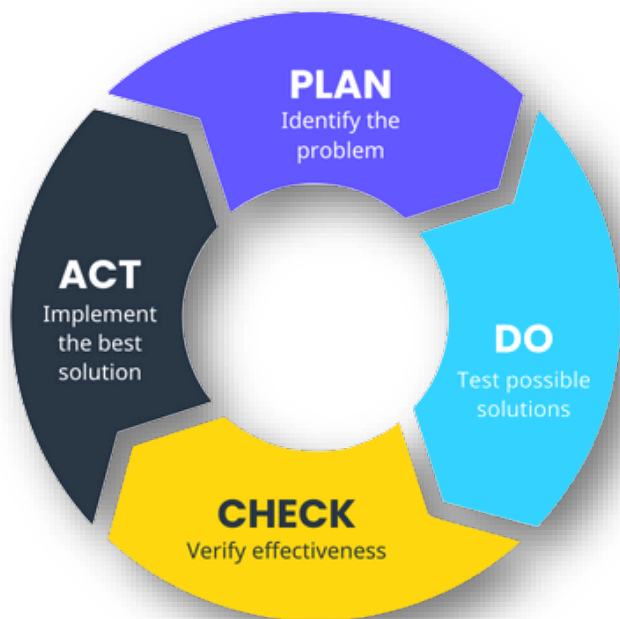 PLAN
Identify the
problem
DO
Test possible
solutions
CHECK
Verify effectiveness
ACT
Implement
the best
solution